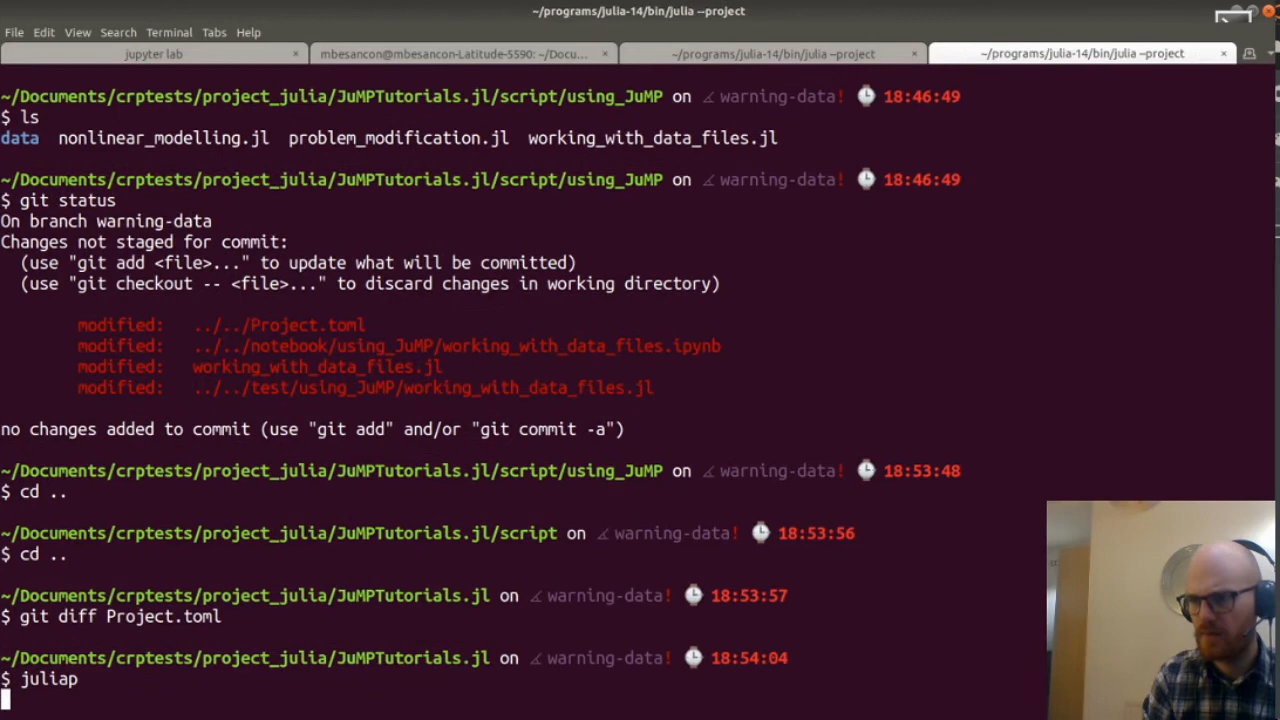 ~/programs/julia-14/bin/julia --project
File Edit View Search Terminal Tabs Help
jupyter lab × mbesancon@mbesancon-Latitude-5590: ~/Docu... × ~/programs/julia-14/bin/julia --project × ~/programs/julia-14/bin/julia --project ×
~/Documents/crptests/project_julia/JuMPTutorials.jl/script/using_JuMP on warning-data! 18:46:49
$ ls
data nonlinear_modelling.jl problem_modification.jl working_with_data_files.jl
~/Documents/crptests/project_julia/JuMPTutorials.jl/script/using_JuMP on warning-data! 18:46:49
$ git status
On branch warning-data
Changes not staged for commit:
(use "git add <file>..." to update what will be committed)
(use "git checkout -- <file>..." to discard changes in working directory)
modified: ../../Project.toml
modified: ../../notebook/using_JuMP/working_with_data_files.ipynb
modified: working_with_data_files.jl
modified: ../../test/using_JuMP/working_with_data_files.jl
no changes added to commit (use "git add" and/or "git commit -a")
~/Documents/crptests/project_julia/JuMPTutorials.jl/script/using_JuMP on warning-data! 18:53:48
$ cd ..
~/Documents/crptests/project_julia/JuMPTutorials.jl/script on warning-data! 18:53:56
$ cd ..
~/Documents/crptests/project_julia/JuMPTutorials.jl on warning-data! 18:53:57
$ git diff Project.toml
~/Documents/crptests/project_julia/JuMPTutorials.jl on warning-data! 18:54:04
$ juliap